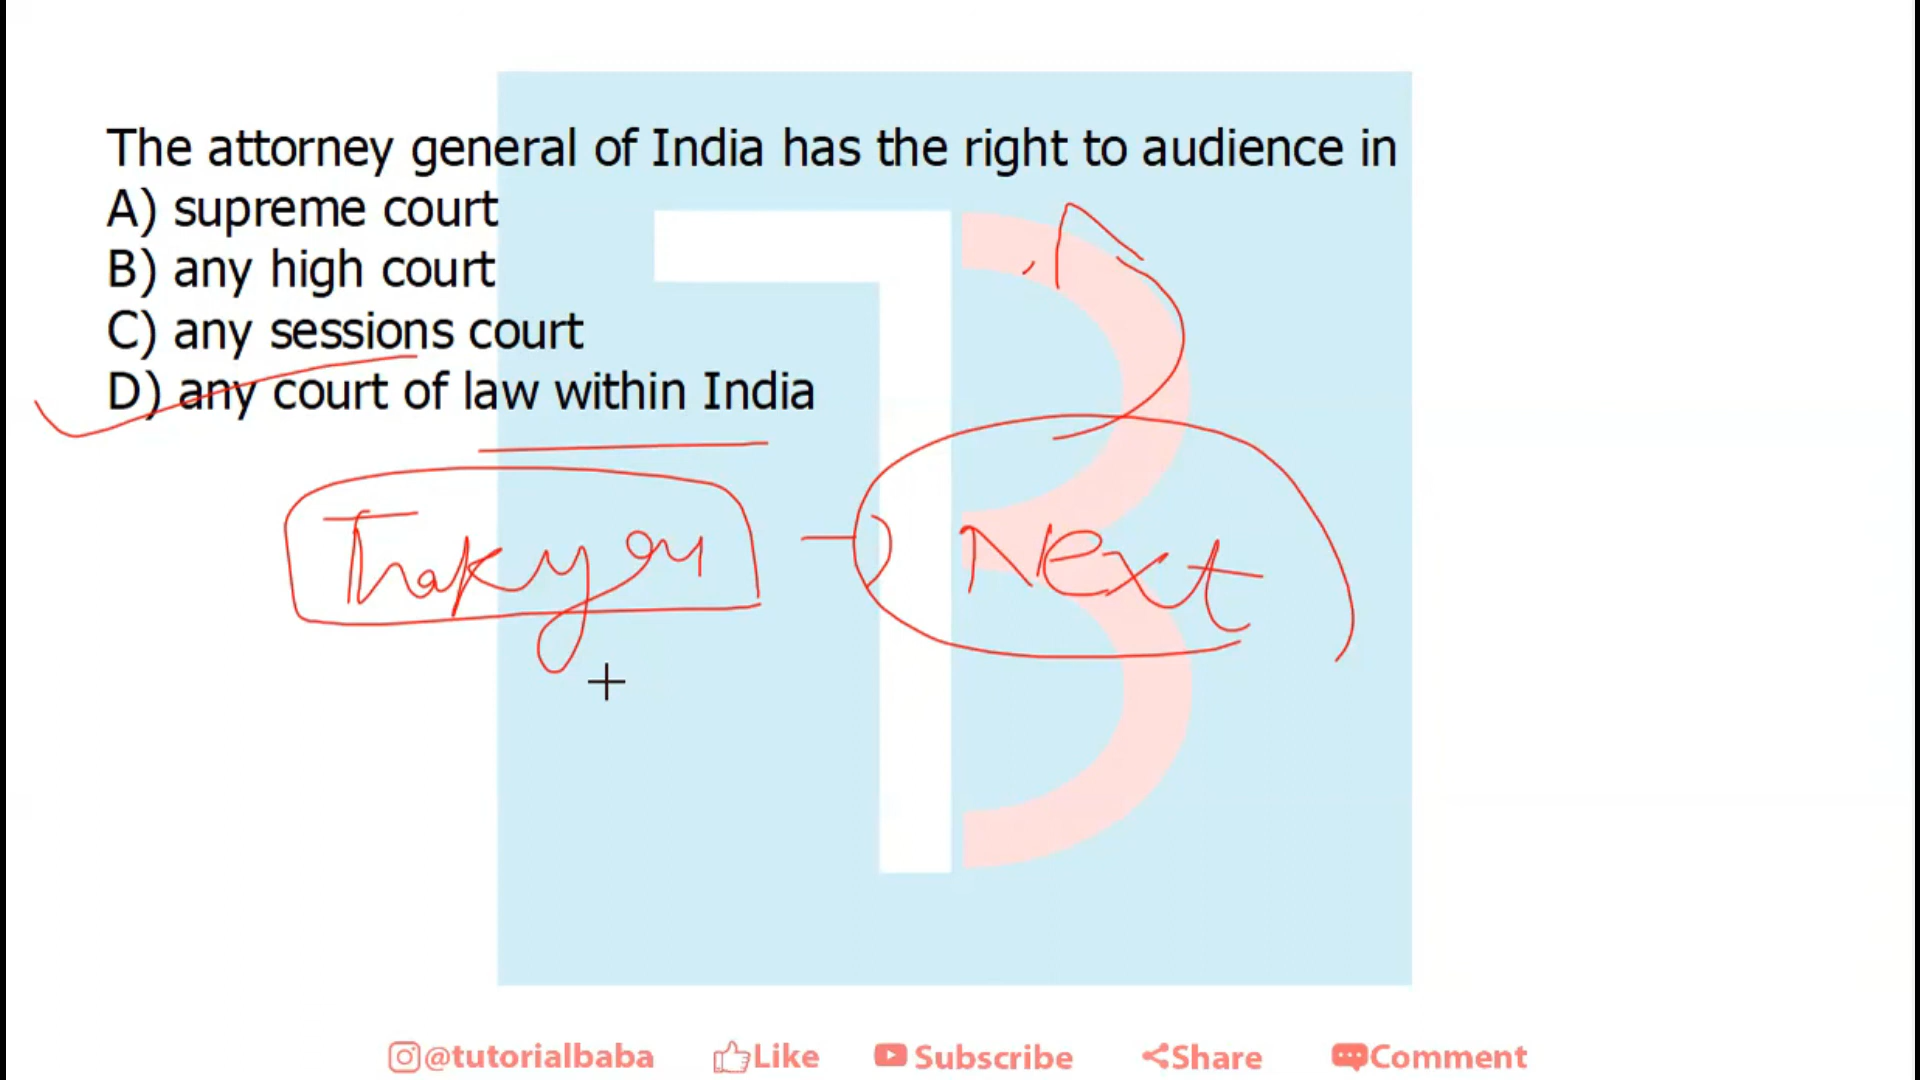 The attorney general of India has the right to audience in
A) supreme court
B) any high court
C) any sessions court
D) any court of law within India
Thak you
Next
@tutorialbaba Like Subscribe Share Comment